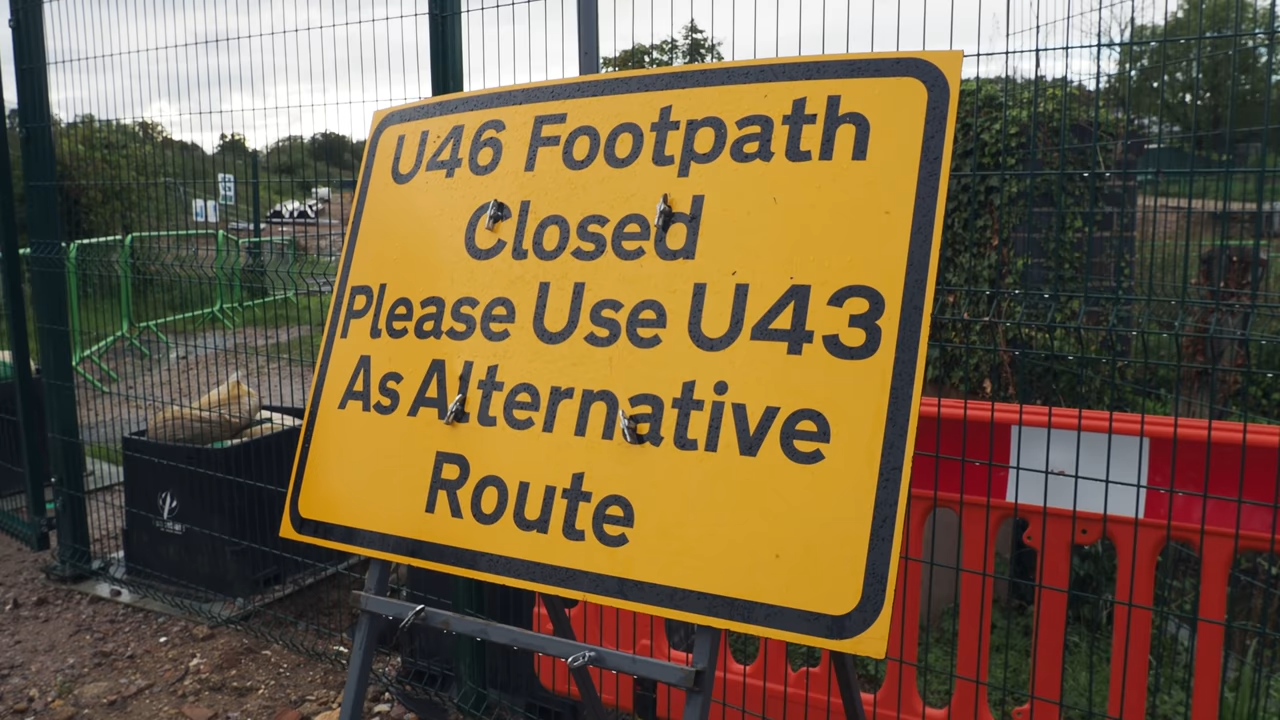 U46 Footpath
Closed
Please Use U43
As Alternative
Route